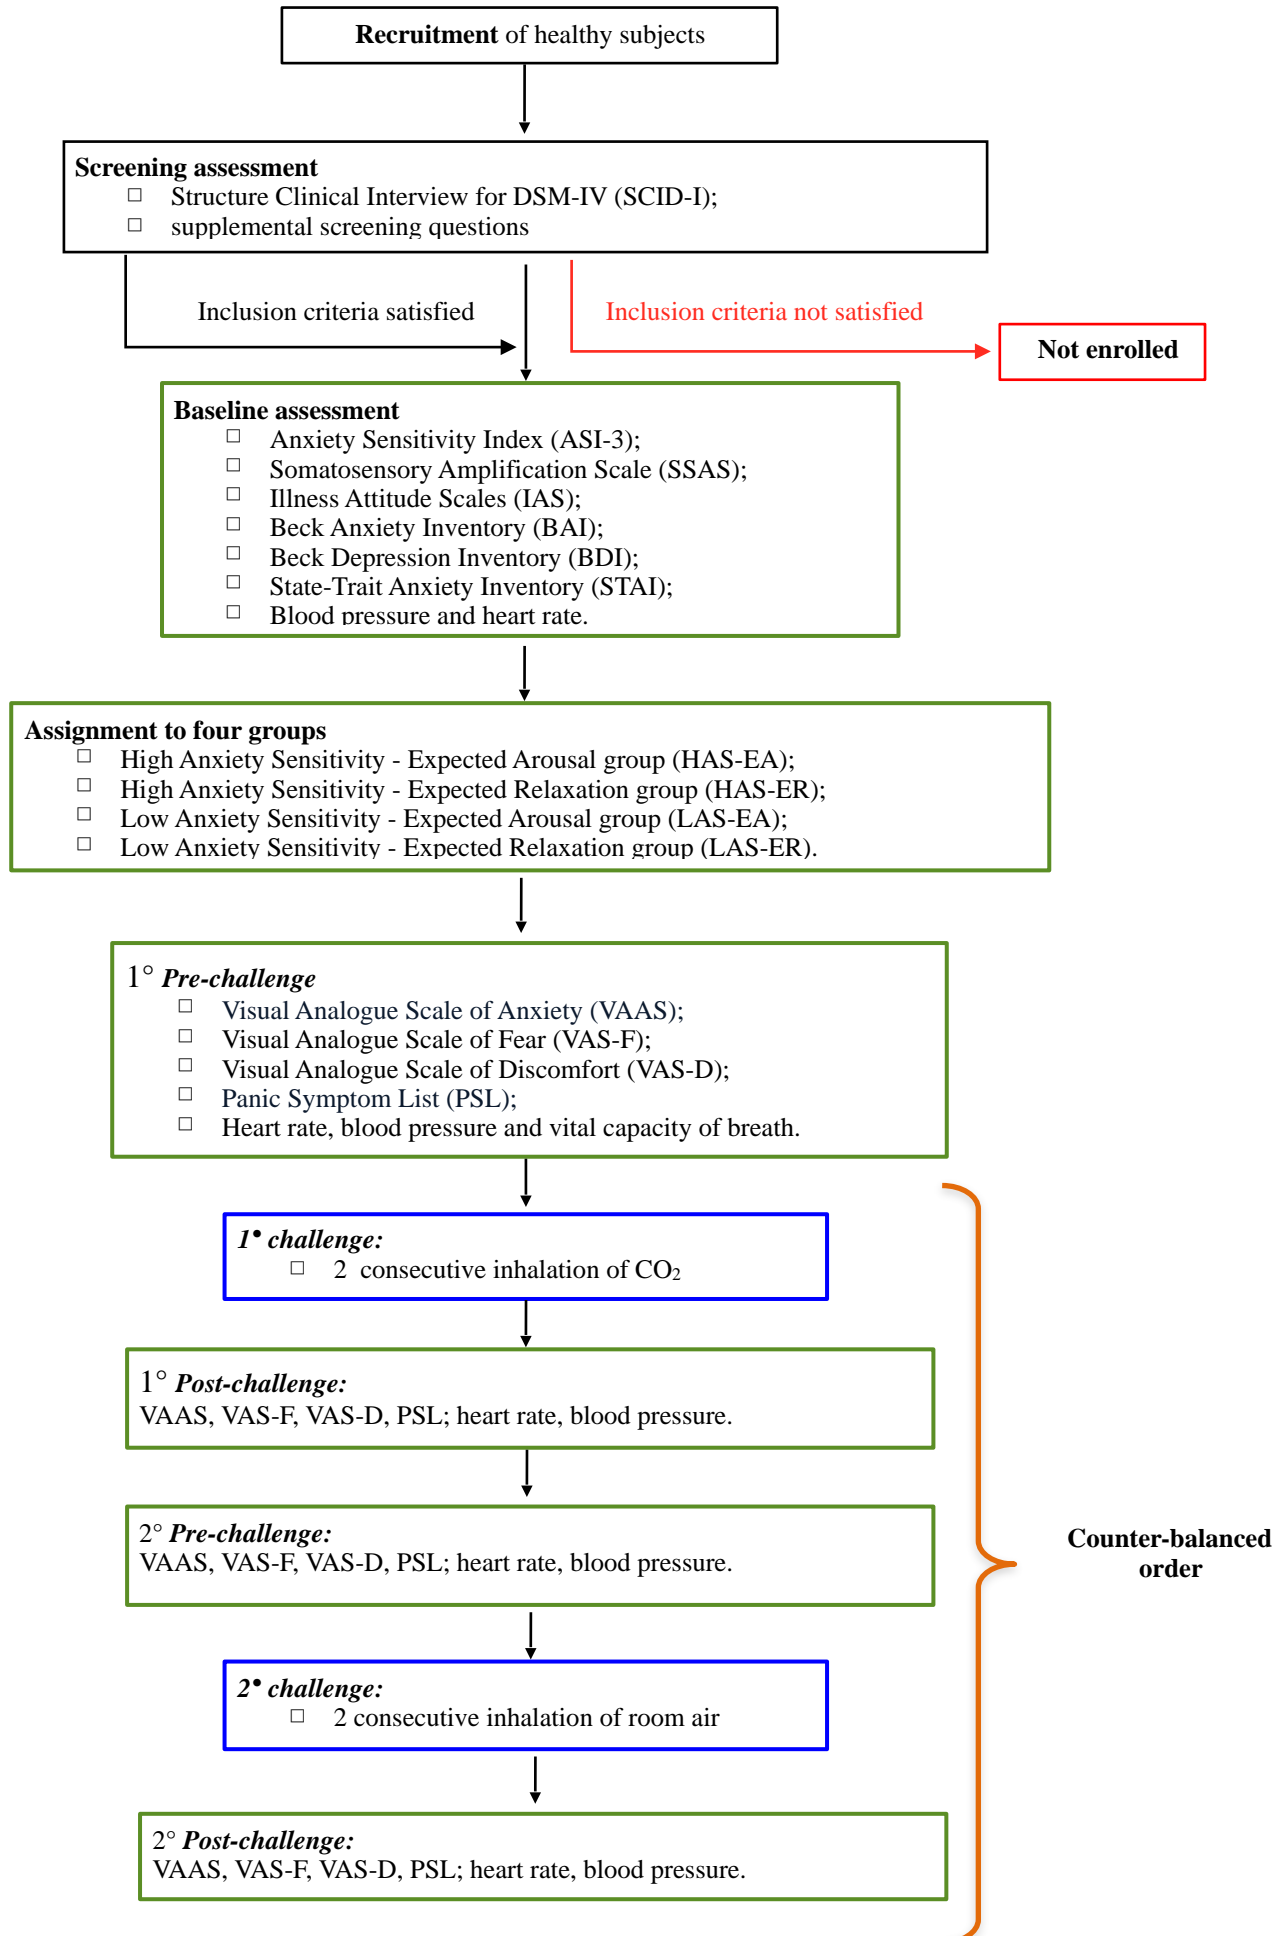 Recruitment of healthy subjects
Screening assessment
□ Structure Clinical Interview for DSM-IV (SCID-I);
□ supplemental screening questions
Inclusion criteria satisfied
Inclusion criteria not satisfied
Not enrolled
Baseline assessment
□ Anxiety Sensitivity Index (ASI-3);
□ Somatosensory Amplification Scale (SSAS);
□ Illness Attitude Scales (IAS);
□ Beck Anxiety Inventory (BAI);
□ Beck Depression Inventory (BDI);
□ State-Trait Anxiety Inventory (STAI);
□ Blood pressure and heart rate.
Assignment to four groups
□ High Anxiety Sensitivity - Expected Arousal group (HAS-EA);
□ High Anxiety Sensitivity - Expected Relaxation group (HAS-ER);
□ Low Anxiety Sensitivity - Expected Arousal group (LAS-EA);
□ Low Anxiety Sensitivity - Expected Relaxation group (LAS-ER).
1° Pre-challenge
□ Visual Analogue Scale of Anxiety (VAAS);
□ Visual Analogue Scale of Fear (VAS-F);
□ Visual Analogue Scale of Discomfort (VAS-D);
□ Panic Symptom List (PSL);
□ Heart rate, blood pressure and vital capacity of breath.
1• challenge:
□ 2 consecutive inhalation of CO₂
1° Post-challenge:
VAAS, VAS-F, VAS-D, PSL; heart rate, blood pressure.
2° Pre-challenge:
VAAS, VAS-F, VAS-D, PSL; heart rate, blood pressure.
Counter-balanced
order
2• challenge:
□ 2 consecutive inhalation of room air
2° Post-challenge:
VAAS, VAS-F, VAS-D, PSL; heart rate, blood pressure.